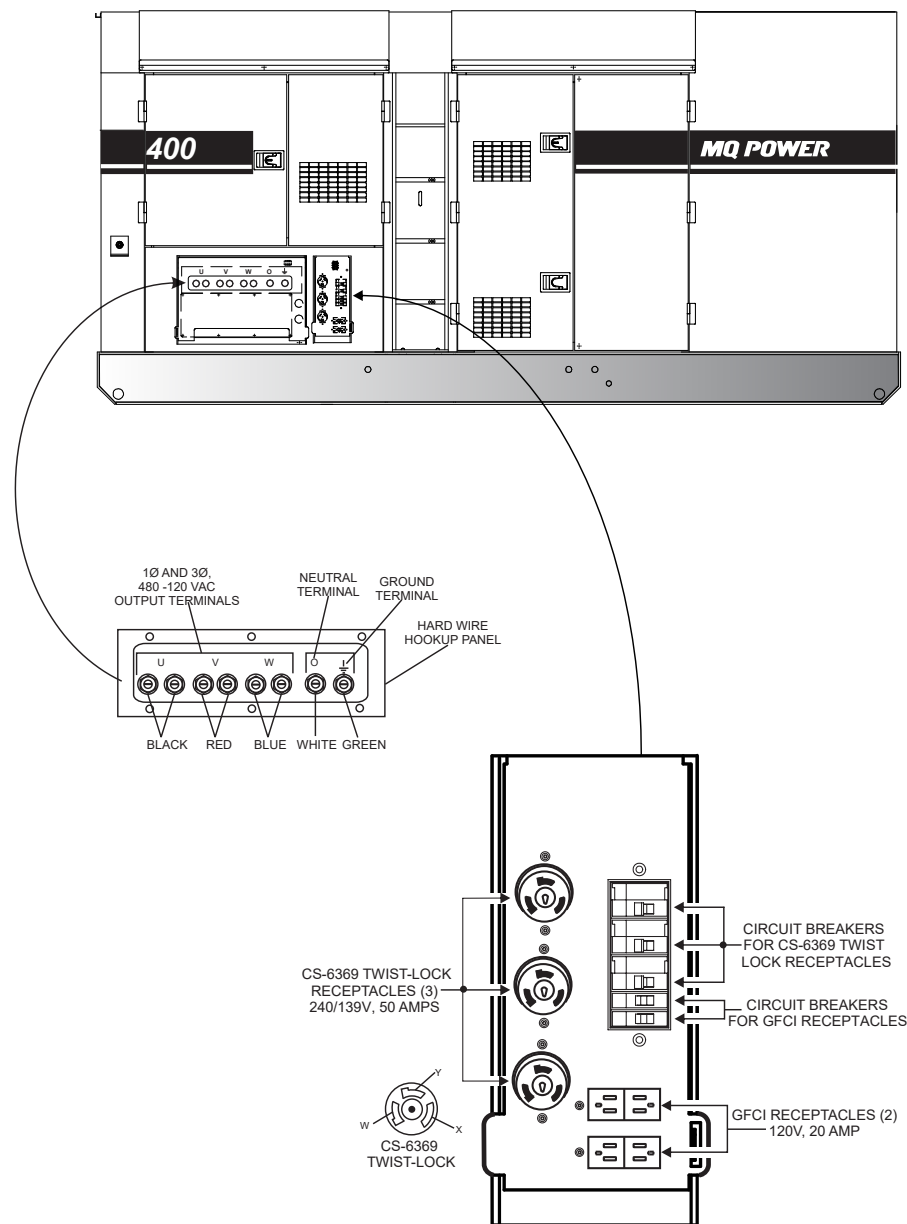 400
MQ POWER
U V W O
1Ø AND 3Ø,
480 -120 VAC
OUTPUT TERMINALS
NEUTRAL
TERMINAL
GROUND
TERMINAL
HARD WIRE
HOOKUP PANEL
U V W O
BLACK RED BLUE WHITE GREEN
CS-6369 TWIST-LOCK
RECEPTACLES (3)
240/139V, 50 AMPS
CIRCUIT BREAKERS
FOR CS-6369 TWIST
LOCK RECEPTACLES
CIRCUIT BREAKERS
FOR GFCI RECEPTACLES
Y
W
X
CS-6369
TWIST-LOCK
GFCI RECEPTACLES (2)
120V, 20 AMP